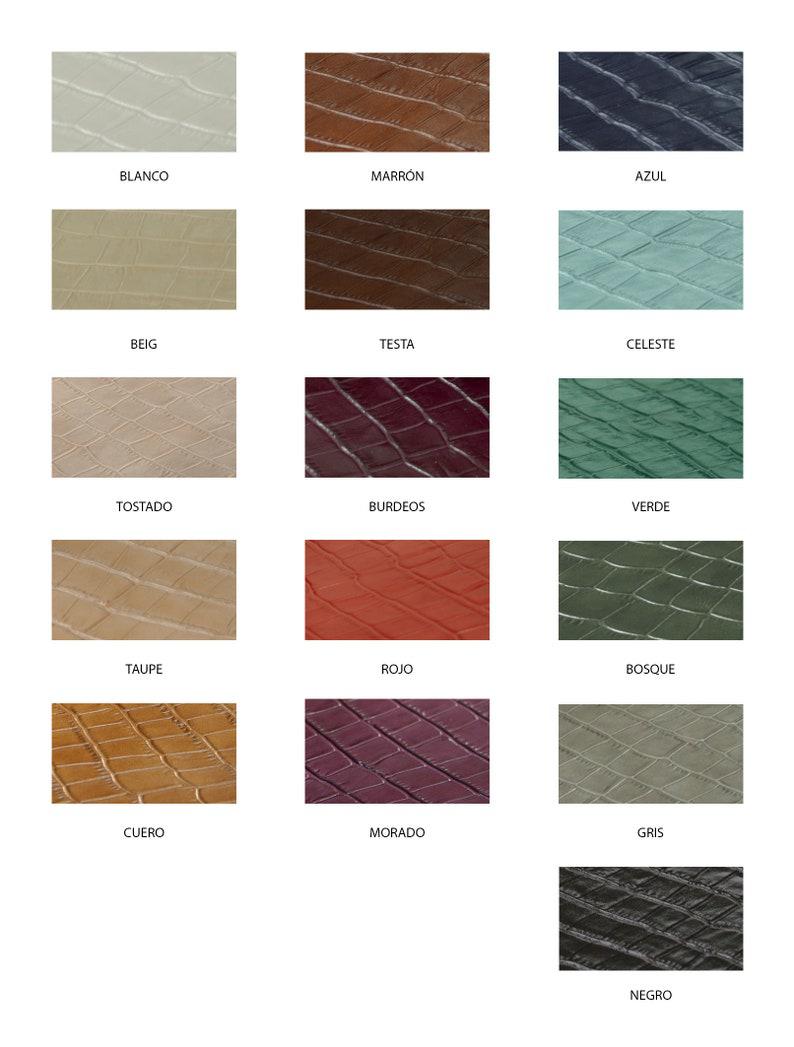 BLANCO
MARRÓN
AZUL
BEIG
TESTA
CELESTE
TOSTADO
BURDEOS
VERDE
TAUPE
ROJO
BOSQUE
CUERO
MORADO
GRIS
NEGRO